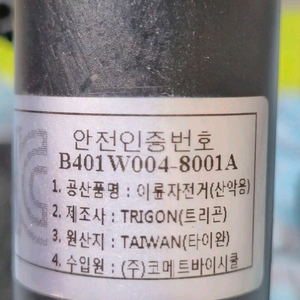 안전인증번호
B401W004-8001A
1. 공산품명 : 이륜자전거(산악용)
2. 제조사 : TRIGON(트리곤)
3. 원산지 : TAIWAN(타이완)
4. 수입원 : (주)코메트바이시클